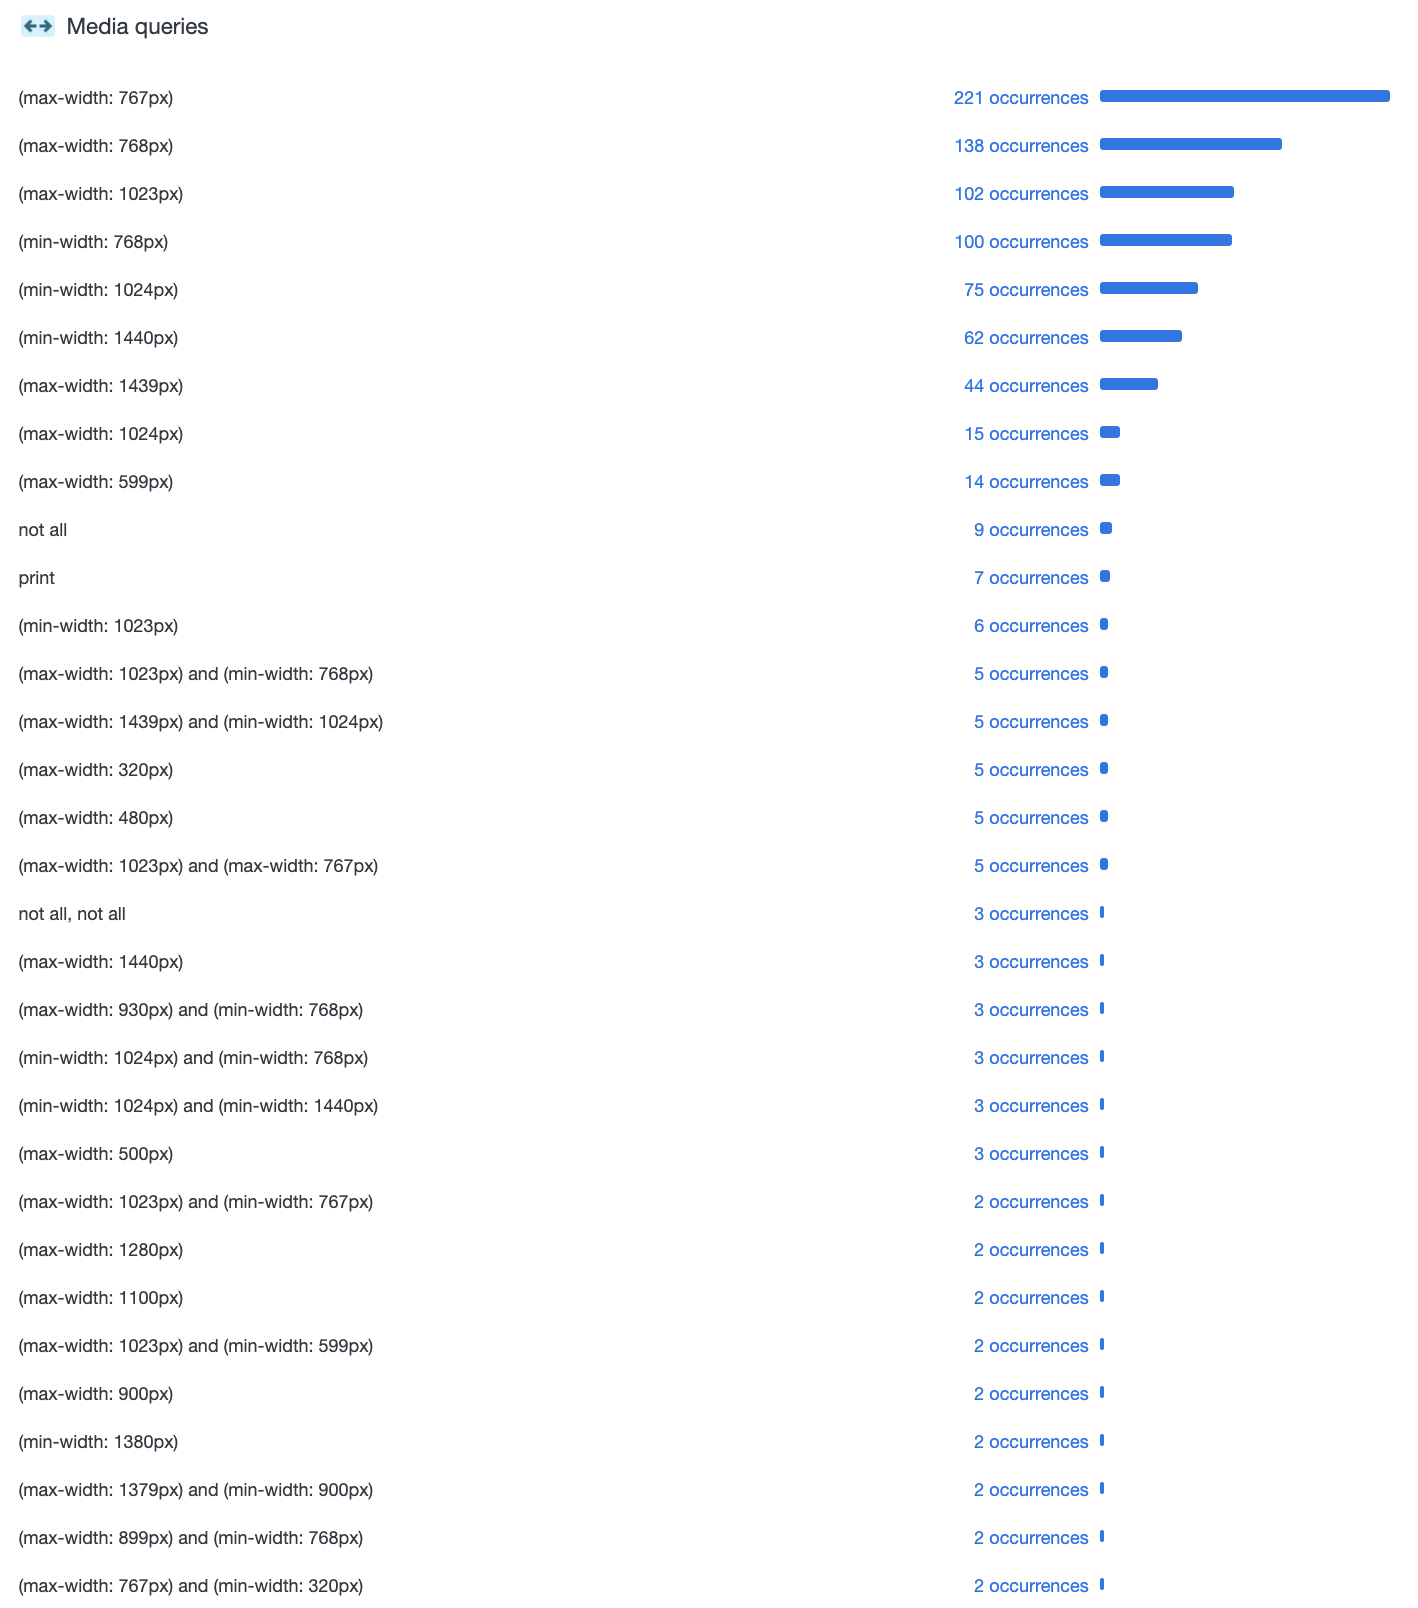 Media queries
(max-width: 767px) 221 occurrences
(max-width: 768px) 138 occurrences
(max-width: 1023px) 102 occurrences
(min-width: 768px) 100 occurrences
(min-width: 1024px) 75 occurrences
(min-width: 1440px) 62 occurrences
(max-width: 1439px) 44 occurrences
(max-width: 1024px) 15 occurrences
(max-width: 599px) 14 occurrences
not all 9 occurrences
print 7 occurrences
(min-width: 1023px) 6 occurrences
(max-width: 1023px) and (min-width: 768px) 5 occurrences
(max-width: 1439px) and (min-width: 1024px) 5 occurrences
(max-width: 320px) 5 occurrences
(max-width: 480px) 5 occurrences
(max-width: 1023px) and (max-width: 767px) 5 occurrences
not all, not all 3 occurrences
(max-width: 1440px) 3 occurrences
(max-width: 930px) and (min-width: 768px) 3 occurrences
(min-width: 1024px) and (min-width: 768px) 3 occurrences
(min-width: 1024px) and (min-width: 1440px) 3 occurrences
(max-width: 500px) 3 occurrences
(max-width: 1023px) and (min-width: 767px) 2 occurrences
(max-width: 1280px) 2 occurrences
(max-width: 1100px) 2 occurrences
(max-width: 1023px) and (min-width: 599px) 2 occurrences
(max-width: 900px) 2 occurrences
(min-width: 1380px) 2 occurrences
(max-width: 1379px) and (min-width: 900px) 2 occurrences
(max-width: 899px) and (min-width: 768px) 2 occurrences
(max-width: 767px) and (min-width: 320px) 2 occurrences